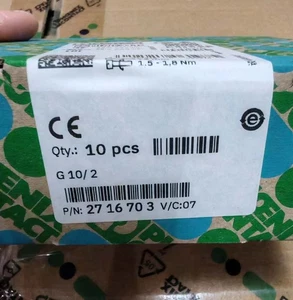 1.5 - 1,8 Nm
CE
Qty.: 10 pcs
G 10/ 2
P/N: 27 16 70 3 V/C:07